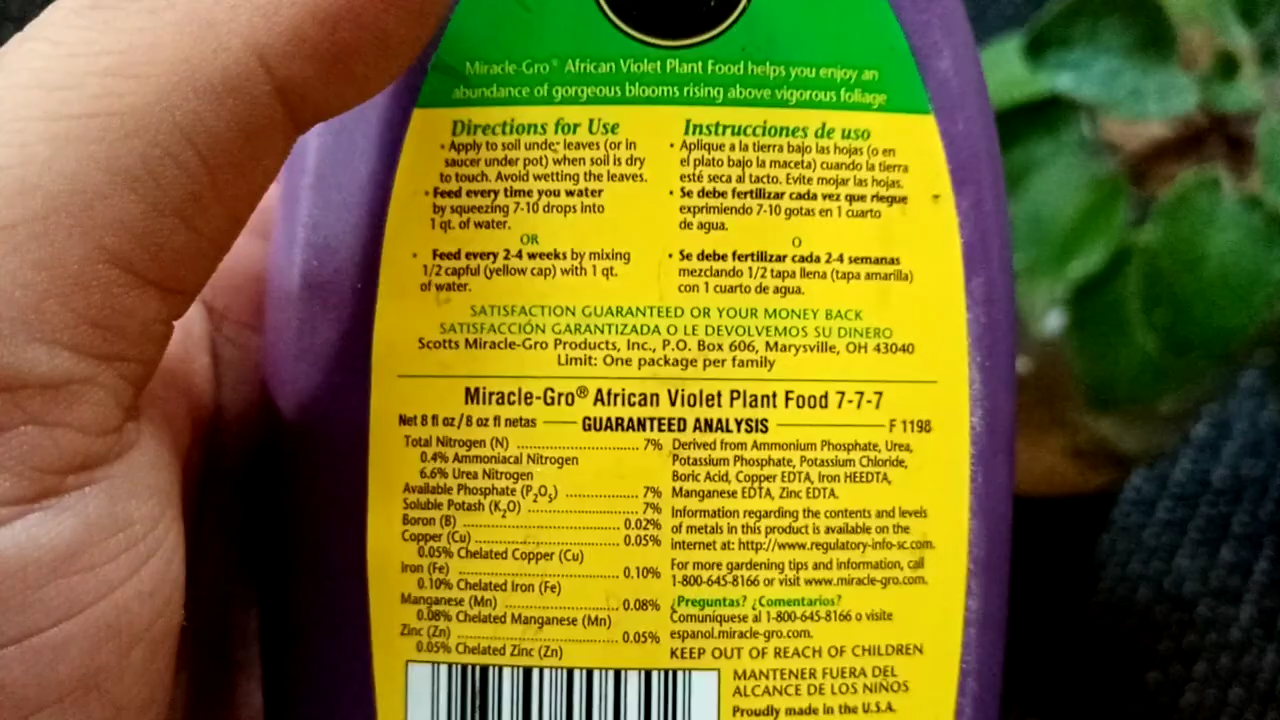 Miracle-Gro® African Violet Plant Food helps you enjoy an
abundance of gorgeous blooms rising above vigorous foliage
Directions for Use
• Apply to soil under leaves (or in
saucer under pot) when soil is dry
to touch. Avoid wetting the leaves.
• Feed every time you water
by squeezing 7-10 drops into
1 qt. of water.
OR
• Feed every 2-4 weeks by mixing
1/2 capful (yellow cap) with 1 qt.
of water.
Instrucciones de uso
• Aplique a la tierra bajo las hojas (o en
el plato bajo la maceta) cuando la tierra
esté seca al tacto. Evite mojar las hojas.
• Se debe fertilizar cada vez que riegue
exprimiendo 7-10 gotas en 1 cuarto
de agua.
O
• Se debe fertilizar cada 2-4 semanas
mezclando 1/2 tapa llena (tapa amarilla)
con 1 cuarto de agua.
SATISFACTION GUARANTEED OR YOUR MONEY BACK
SATISFACCIÓN GARANTIZADA O LE DEVOLVEMOS SU DINERO
Scotts Miracle-Gro Products, Inc., P.O. Box 606, Marysville, OH 43040
Limit: One package per family
Miracle-Gro® African Violet Plant Food 7-7-7
Net 8 fl oz/8 oz fl netas GUARANTEED ANALYSIS F 1198
Total Nitrogen (N) .......................... 7%
0.4% Ammoniacal Nitrogen
6.6% Urea Nitrogen
Available Phosphate (P₂O₅) ............... 7%
Soluble Potash (K₂O) ...................... 7%
Boron (B) ................................. 0.02%
Copper (Cu) ............................... 0.05%
0.05% Chelated Copper (Cu)
Iron (Fe) ................................. 0.10%
0.10% Chelated Iron (Fe)
Manganese (Mn) ........................ 0.08%
0.08% Chelated Manganese (Mn)
Zinc (Zn) ................................. 0.05%
0.05% Chelated Zinc (Zn)
Derived from Ammonium Phosphate, Urea,
Potassium Phosphate, Potassium Chloride,
Boric Acid, Copper EDTA, Iron HEEDTA,
Manganese EDTA, Zinc EDTA.
Information regarding the contents and levels
of metals in this product is available on the
internet at: http://www.regulatory-info-sc.com.
For more gardening tips and information, call
1-800-645-8166 or visit www.miracle-gro.com.
¿Preguntas? ¿Comentarios?
Comuníquese al 1-800-645-8166 o visite
espanol.miracle-gro.com.
KEEP OUT OF REACH OF CHILDREN
MANTENER FUERA DEL
ALCANCE DE LOS NIÑOS
Proudly made in the U.S.A.